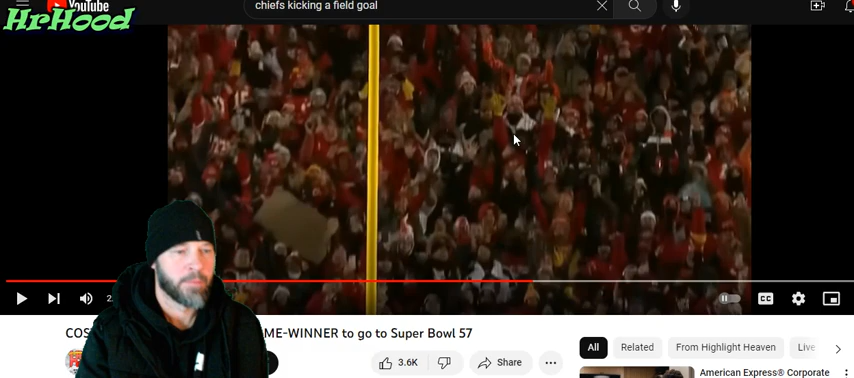 YouTube
HrHood
chiefs kicking a field goal
2.
CC
COS
ME-WINNER to go to Super Bowl 57
3.6K
Share
All
Related
From Highlight Heaven
Live
American Express® Corporate